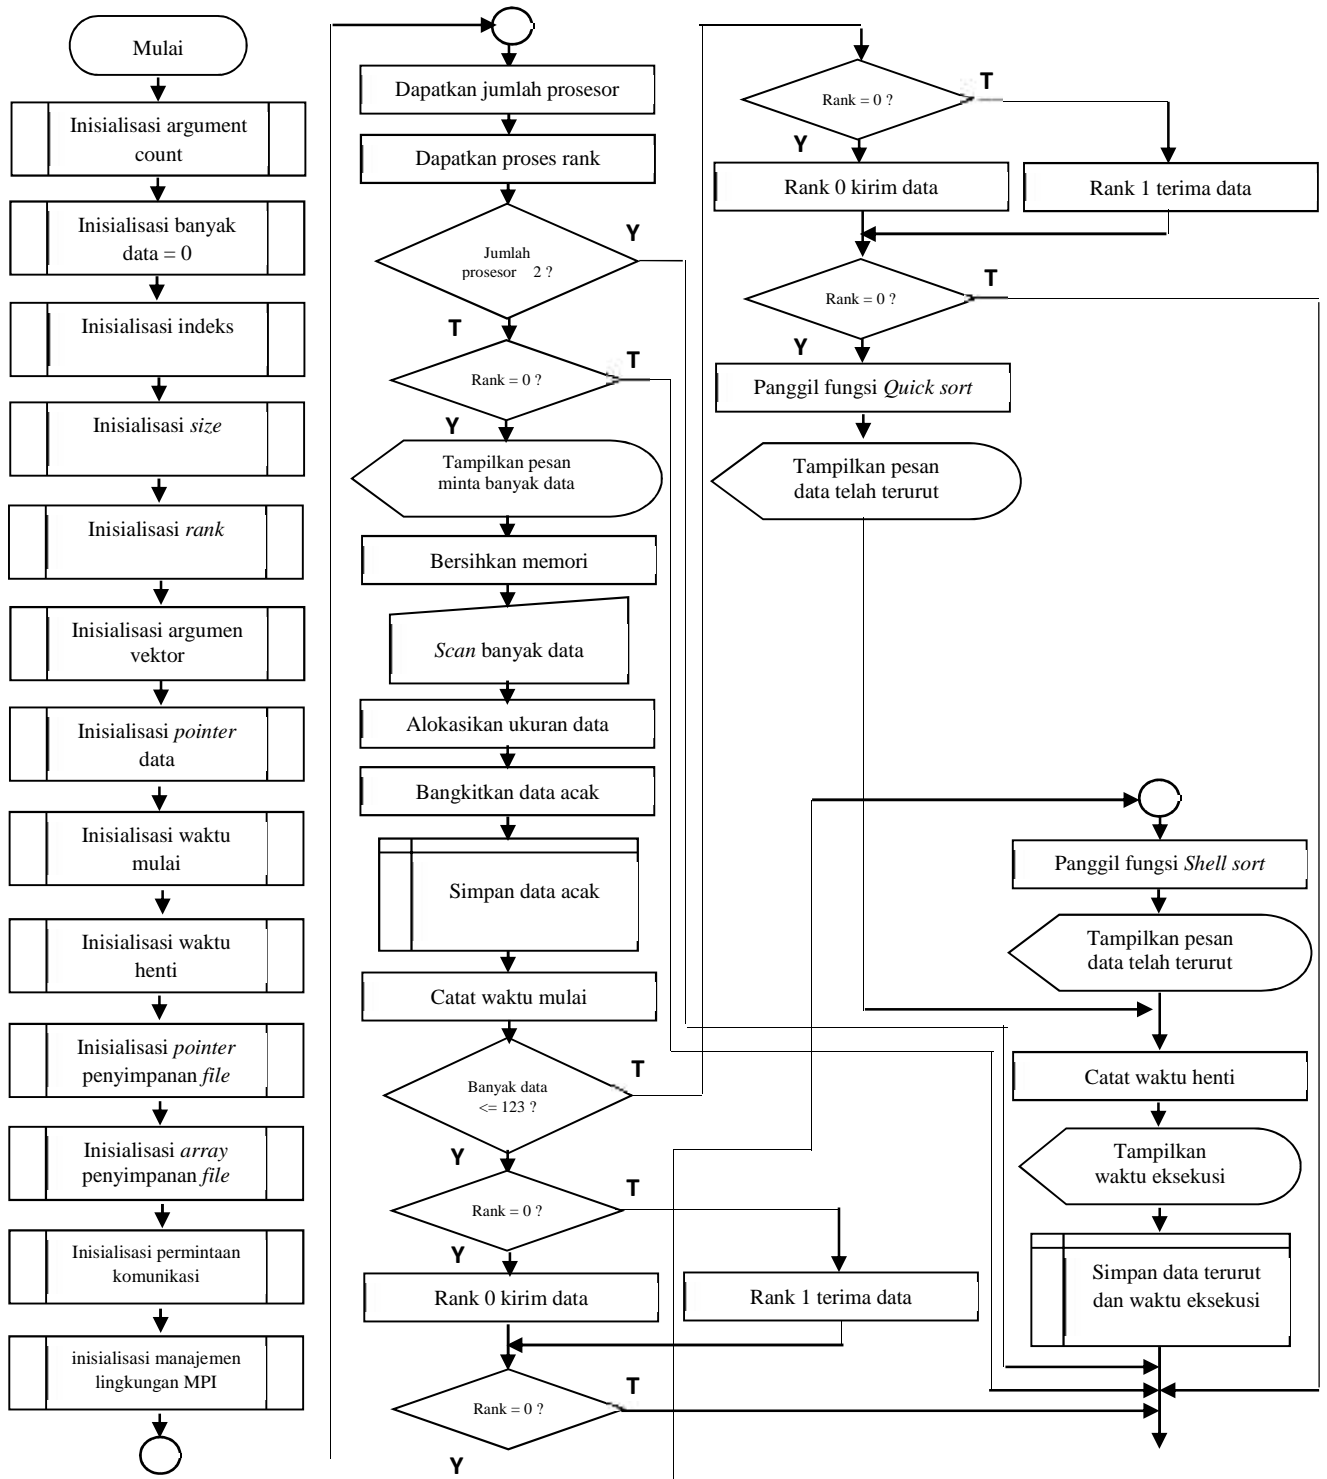 Mulai
Inisialisasi argument
count
Inisialisasi banyak
data = 0
Inisialisasi indeks
Inisialisasi size
Inisialisasi rank
Inisialisasi argumen
vektor
Inisialisasi pointer
data
Inisialisasi waktu
mulai
Inisialisasi waktu
henti
Inisialisasi pointer
penyimpanan file
Inisialisasi array
penyimpanan file
Inisialisasi permintaan
komunikasi
inisialisasi manajemen
lingkungan MPI
Dapatkan jumlah prosesor
Dapatkan proses rank
Jumlah
prosesor 2 ?
Y
T
Rank = 0 ?
T
Y
Tampilkan pesan
minta banyak data
Bersihkan memori
Scan banyak data
Alokasikan ukuran data
Bangkitkan data acak
Simpan data acak
Catat waktu mulai
Banyak data
<= 123 ?
T
Y
Rank = 0 ?
T
Y
Rank 0 kirim data
Rank 1 terima data
Rank = 0 ?
T
Y
Rank = 0 ?
T
Y
Rank 0 kirim data
Rank 1 terima data
Rank = 0 ?
T
Y
Panggil fungsi Quick sort
Tampilkan pesan
data telah terurut
Panggil fungsi Shell sort
Tampilkan pesan
data telah terurut
Catat waktu henti
Tampilkan
waktu eksekusi
Simpan data terurut
dan waktu eksekusi